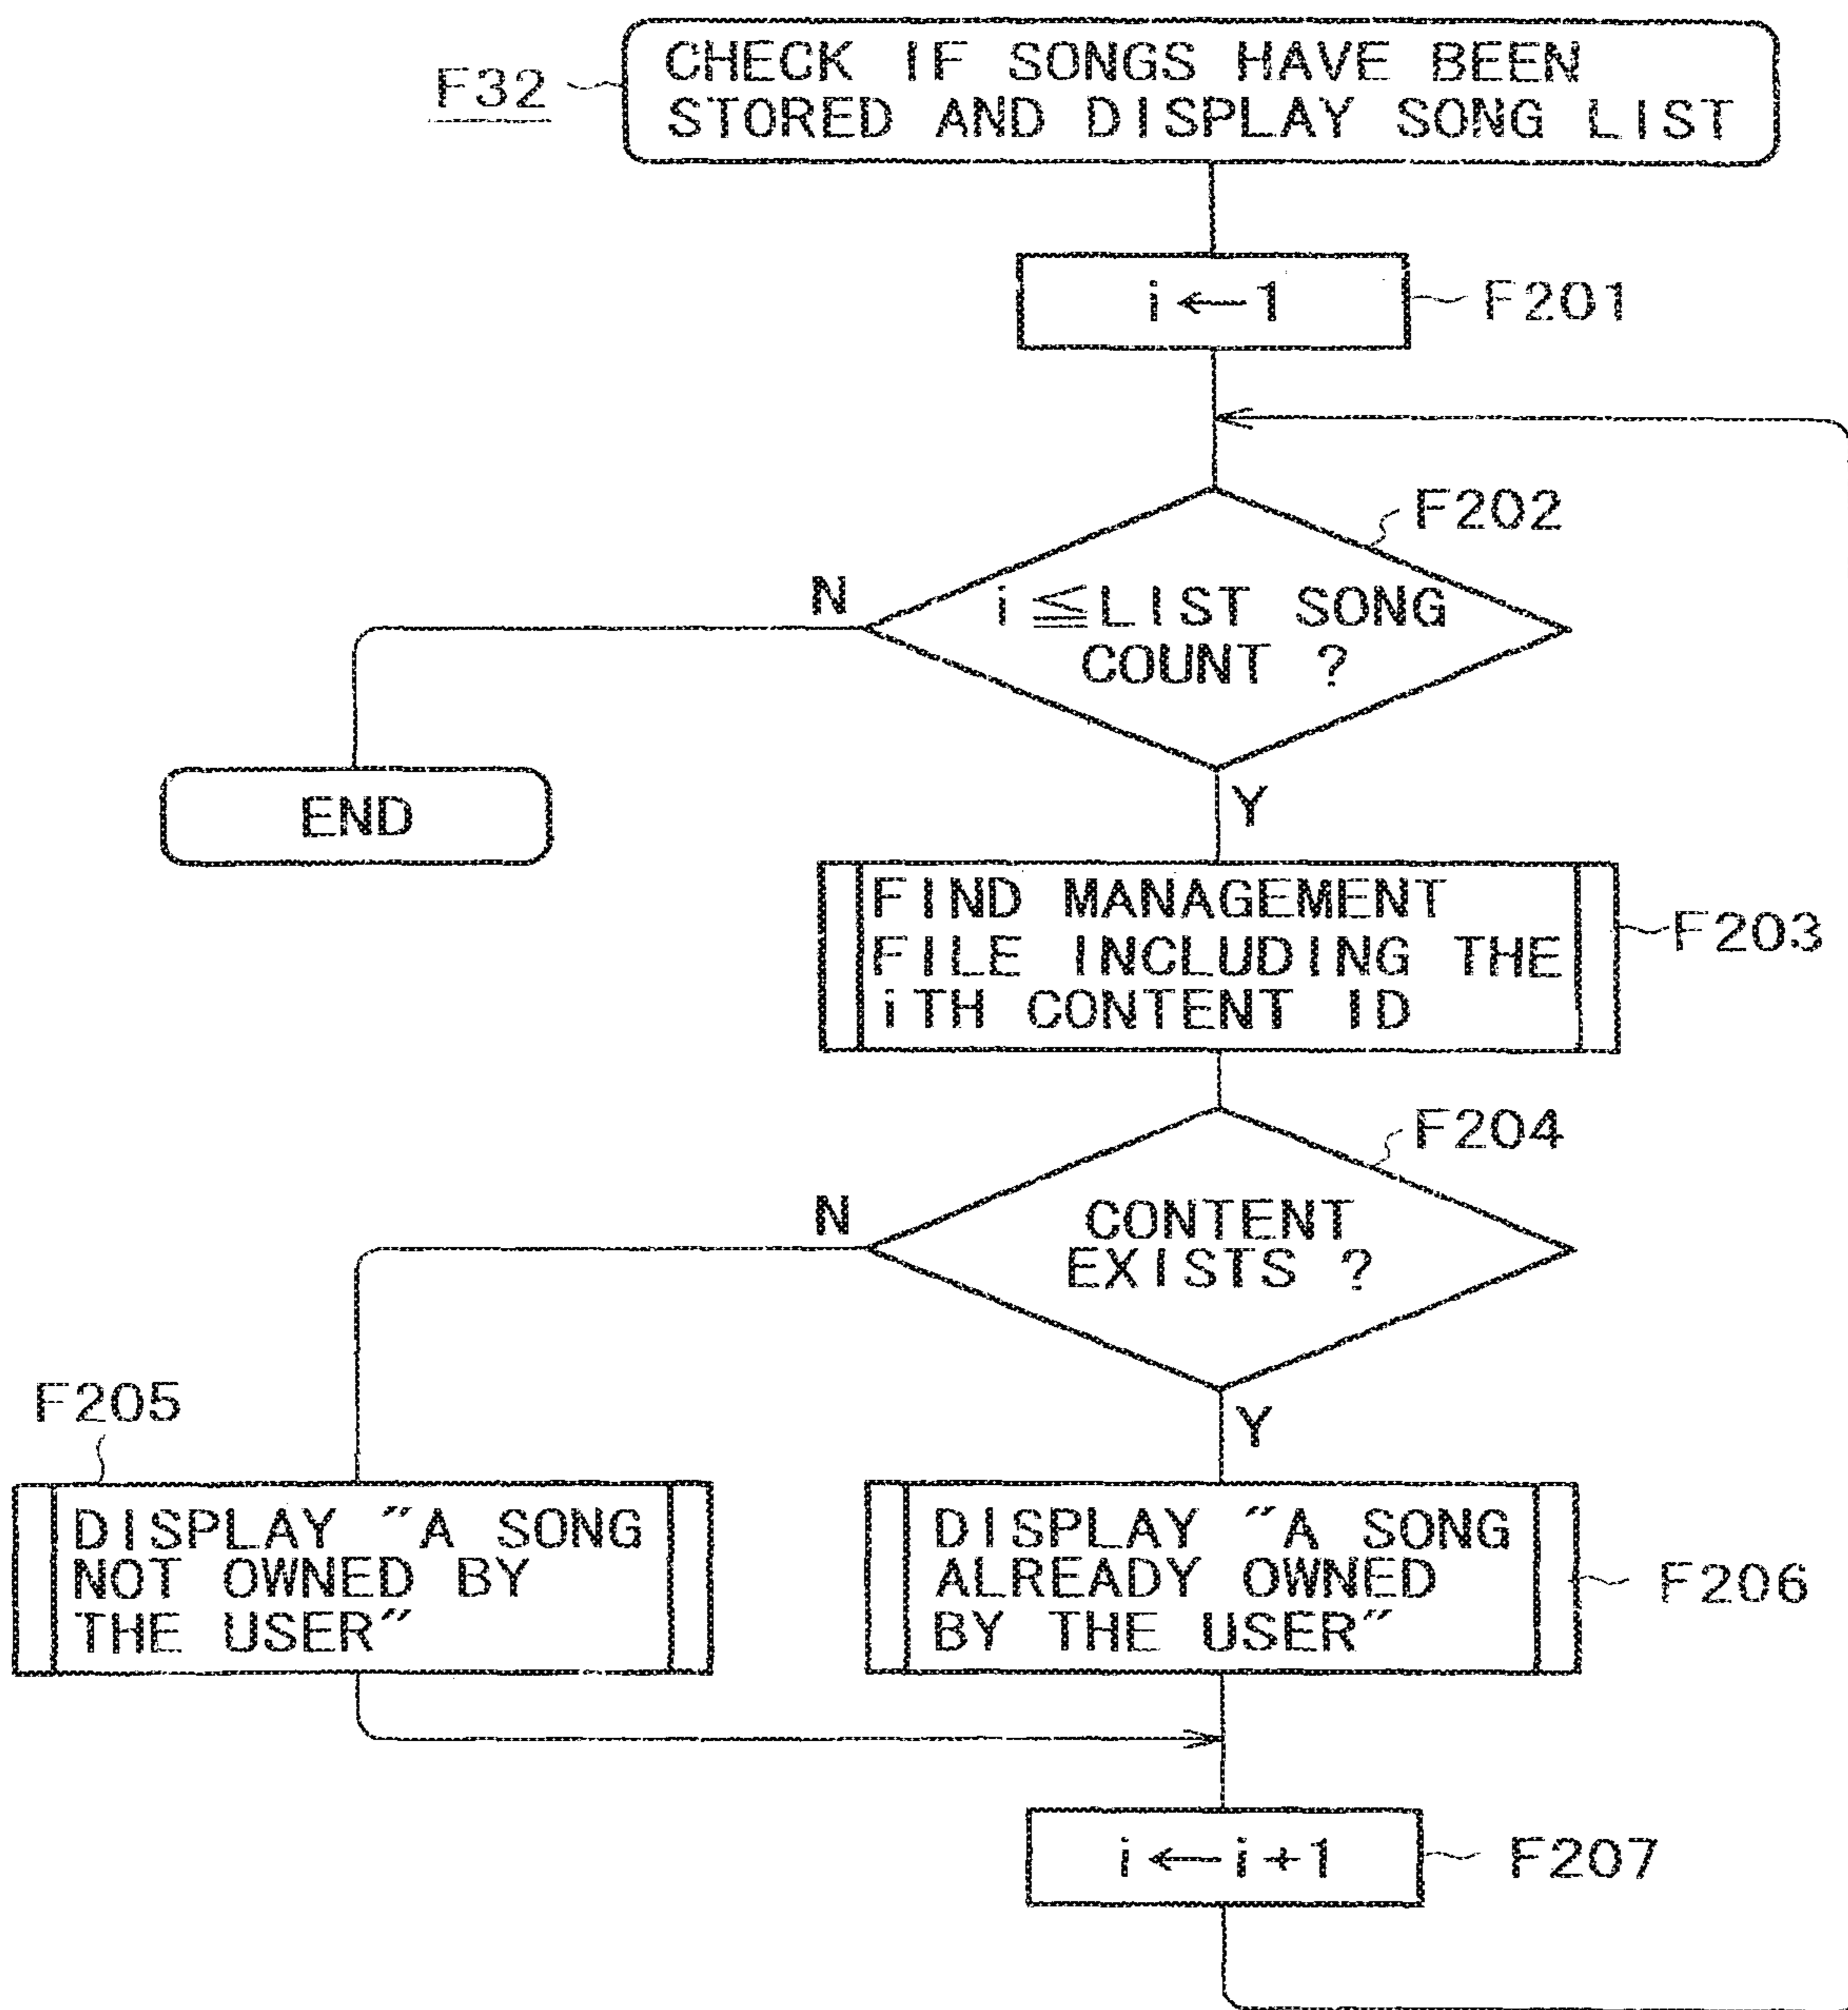 F32
CHECK IF SONGS HAVE BEEN
STORED AND DISPLAY SONG LIST
i←1
F201
F202
N
i≦LIST SONG
COUNT ?
END
Y
FIND MANAGEMENT
FILE INCLUDING THE
iTH CONTENT ID
F203
F204
N
CONTENT
EXISTS ?
F205
Y
DISPLAY "A SONG
NOT OWNED BY
THE USER"
DISPLAY "A SONG
ALREADY OWNED
BY THE USER"
F206
i←i+1
F207